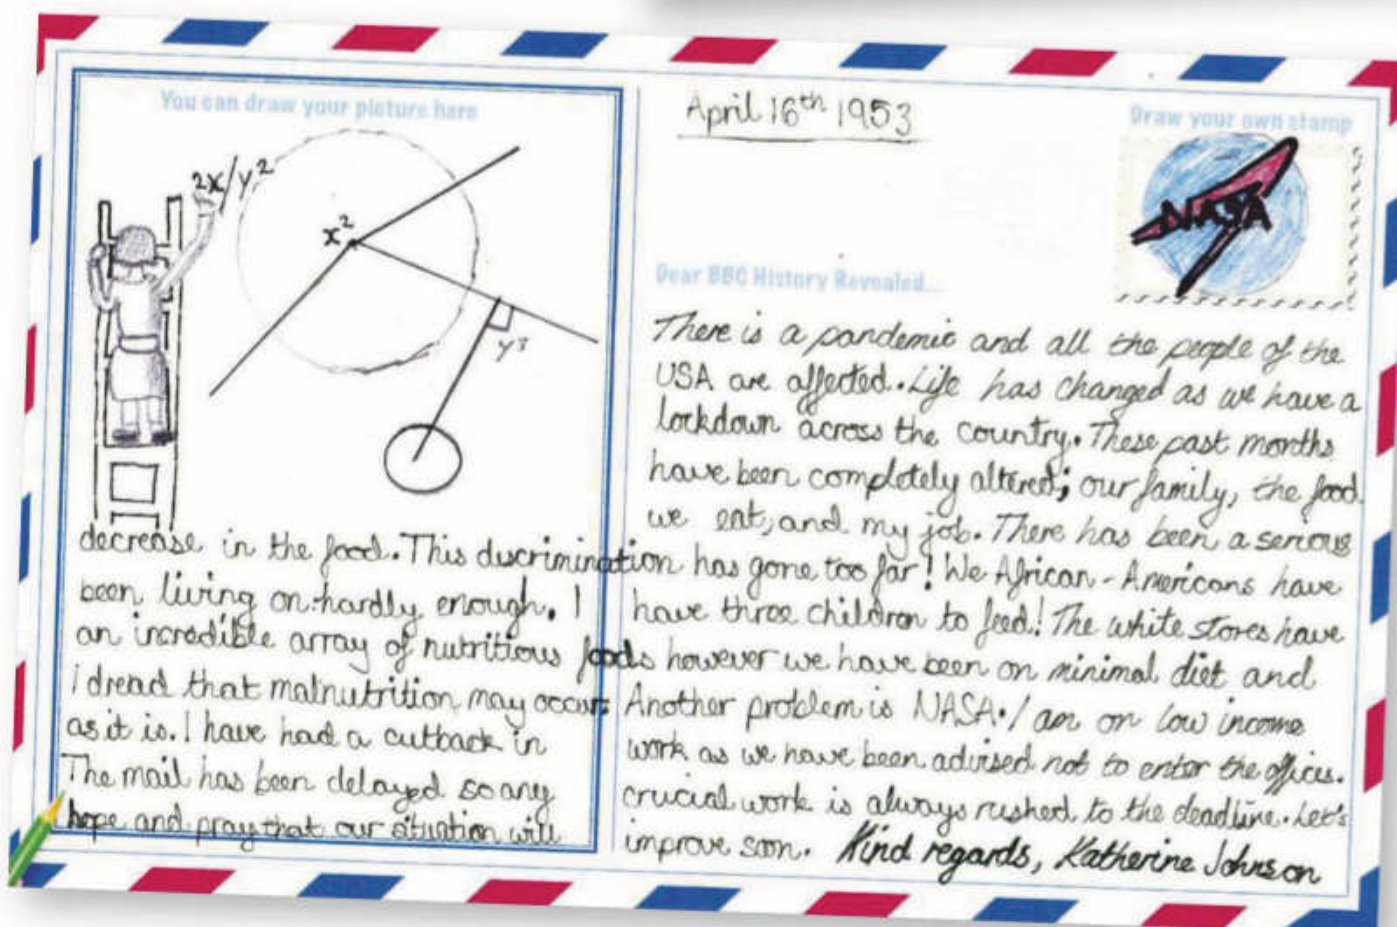 You can draw your picture here
2x/y²
x²
y³
April 16th 1953
Draw your own stamp
NASA
Dear BBC History Revealed...
There is a pandemic and all the people of the
USA are affected. Life has changed as we have a
lockdown across the country. These past months
have been completely altered; our family, the food
we eat, and my job. There has been a serious
decrease in the food. This discrimination has gone too far! We African-Americans have
been living on hardly enough. I have three children to feed! The white stores have
an incredible array of nutritious foods however we have been on minimal diet and
i dread that malnutrition may occur. Another problem is NASA. I am on low income
as it is. I have had a cutback in work as we have been advised not to enter the offices.
The mail has been delayed so any crucial work is always rushed to the deadline. Let's
hope and pray that our situation will improve soon. Kind regards, Katherine Johnson